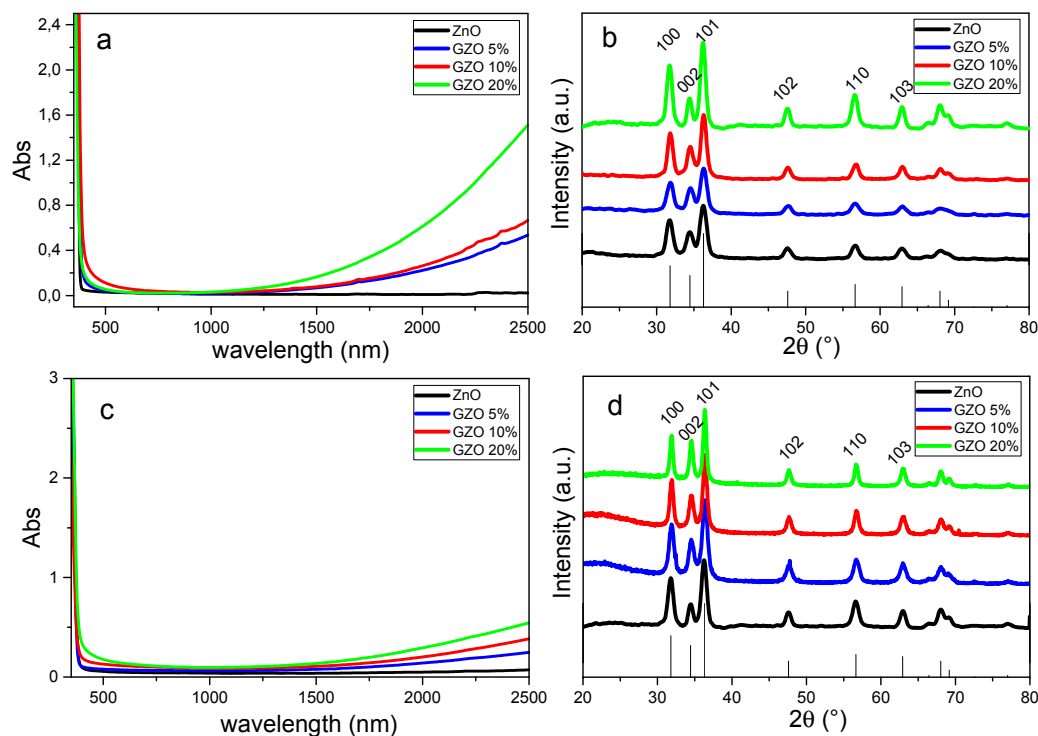 a
ZnO
GZO 5%
GZO 10%
GZO 20%
2,4
2,0
1,6
1,2
0,8
0,4
0,0
Abs
500 1000 1500 2000 2500
wavelength (nm)
b
ZnO
GZO 5%
GZO 10%
GZO 20%
100 002 101 102 110 103
Intensity (a.u.)
20 30 40 50 60 70 80
2θ (°)
c
ZnO
GZO 5%
GZO 10%
GZO 20%
3
2
1
0
Abs
500 1000 1500 2000 2500
wavelength (nm)
d
ZnO
GZO 5%
GZO 10%
GZO 20%
100 002 101 102 110 103
Intensity (a.u.)
20 30 40 50 60 70 80
2θ (°)